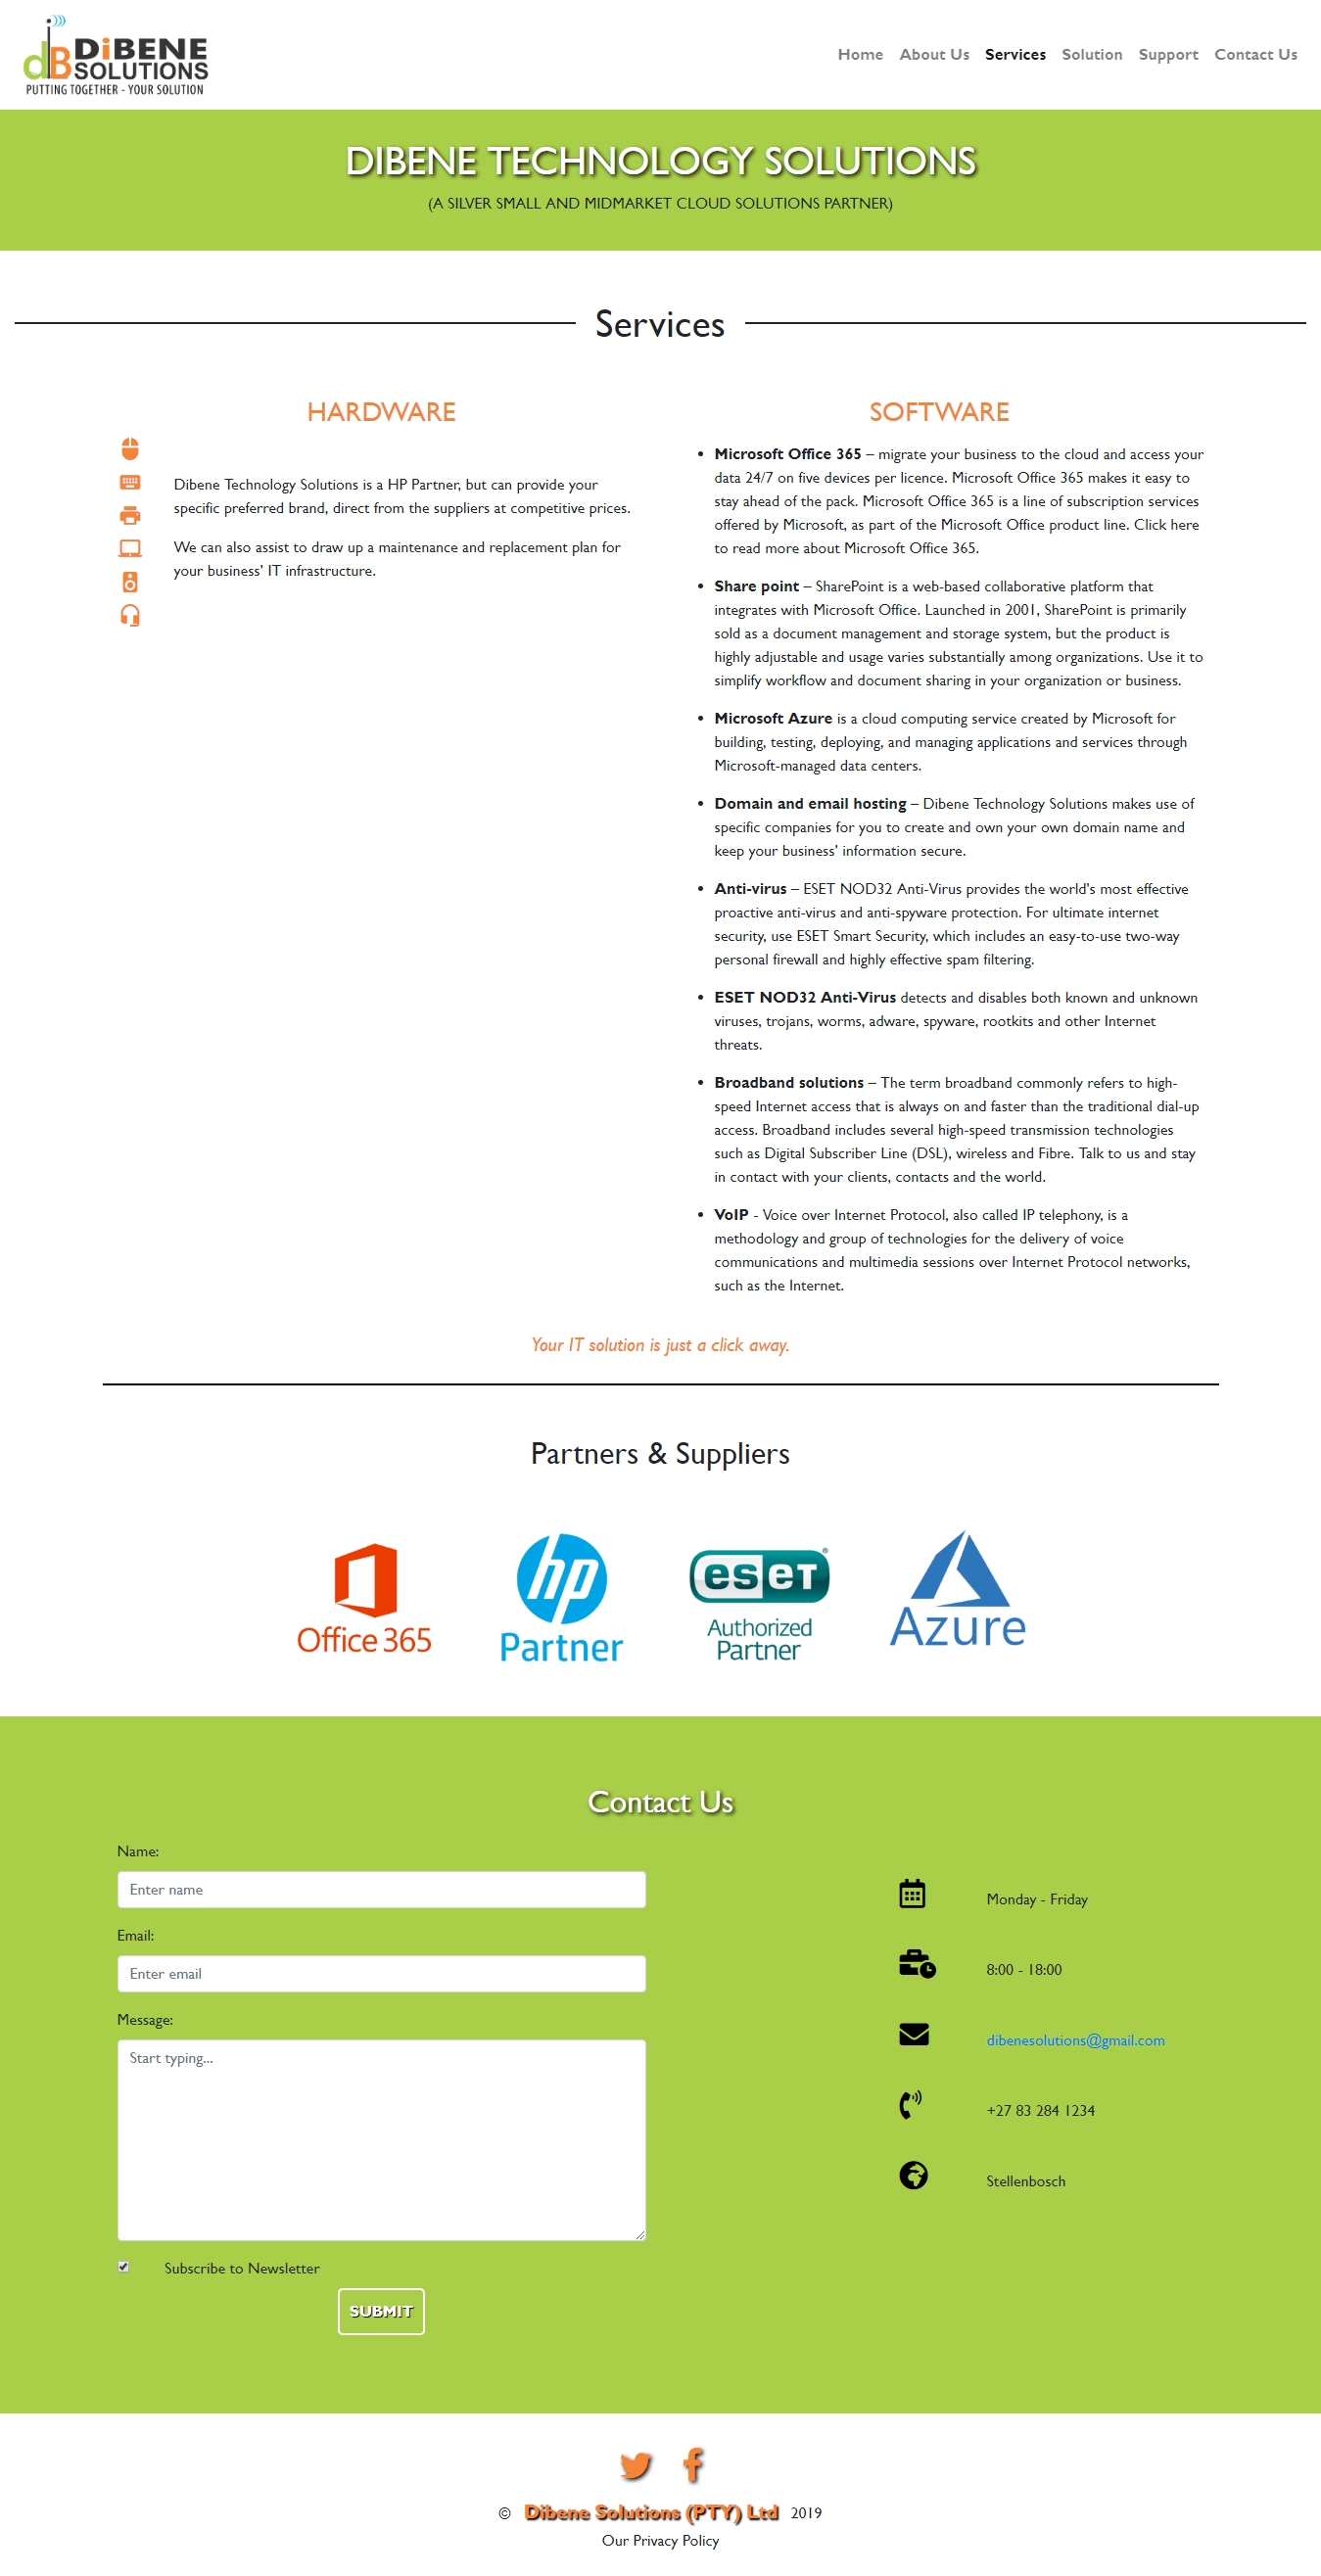 dB DiBENE
SOLUTIONS
PUTTING TOGETHER - YOUR SOLUTION
Home About Us Services Solution Support Contact Us
DIBENE TECHNOLOGY SOLUTIONS
(A SILVER SMALL AND MIDMARKET CLOUD SOLUTIONS PARTNER)
Services
HARDWARE
Dibene Technology Solutions is a HP Partner, but can provide your
specific preferred brand, direct from the suppliers at competitive prices.
We can also assist to draw up a maintenance and replacement plan for
your business’ IT infrastructure.
SOFTWARE
• Microsoft Office 365 – migrate your business to the cloud and access your
data 24/7 on five devices per licence. Microsoft Office 365 makes it easy to
stay ahead of the pack. Microsoft Office 365 is a line of subscription services
offered by Microsoft, as part of the Microsoft Office product line. Click here
to read more about Microsoft Office 365.
• Share point – SharePoint is a web-based collaborative platform that
integrates with Microsoft Office. Launched in 2001, SharePoint is primarily
sold as a document management and storage system, but the product is
highly adjustable and usage varies substantially among organizations. Use it to
simplify workflow and document sharing in your organization or business.
• Microsoft Azure is a cloud computing service created by Microsoft for
building, testing, deploying, and managing applications and services through
Microsoft-managed data centers.
• Domain and email hosting – Dibene Technology Solutions makes use of
specific companies for you to create and own your own domain name and
keep your business’ information secure.
• Anti-virus – ESET NOD32 Anti-Virus provides the world's most effective
proactive anti-virus and anti-spyware protection. For ultimate internet
security, use ESET Smart Security, which includes an easy-to-use two-way
personal firewall and highly effective spam filtering.
• ESET NOD32 Anti-Virus detects and disables both known and unknown
viruses, trojans, worms, adware, spyware, rootkits and other Internet
threats.
• Broadband solutions – The term broadband commonly refers to high-
speed Internet access that is always on and faster than the traditional dial-up
access. Broadband includes several high-speed transmission technologies
such as Digital Subscriber Line (DSL), wireless and Fibre. Talk to us and stay
in contact with your clients, contacts and the world.
• VoIP - Voice over Internet Protocol, also called IP telephony, is a
methodology and group of technologies for the delivery of voice
communications and multimedia sessions over Internet Protocol networks,
such as the Internet.
Your IT solution is just a click away.
Partners & Suppliers
Office 365
hp
Partner
eseT®
Authorized
Partner
Azure
Contact Us
Name:
Enter name
Email:
Enter email
Message:
Start typing...
Subscribe to Newsletter
SUBMIT
Monday - Friday
8:00 - 18:00
dibenesolutions@gmail.com
+27 83 284 1234
Stellenbosch
© Dibene Solutions (PTY) Ltd 2019
Our Privacy Policy